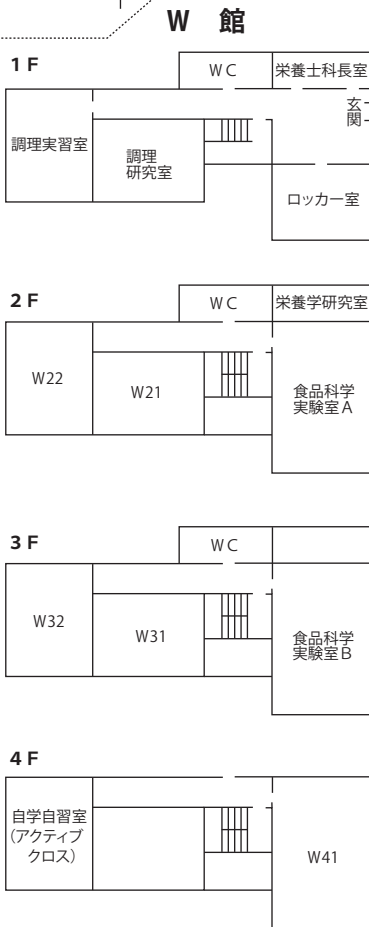 W 館
1 F
W C
栄養士科長室
玄
関
調理実習室
調理
研究室
ロッカー室
2 F
W C
栄養学研究室
W22
W21
食品科学
実験室 A
3 F
W C
W32
W31
食品科学
実験室 B
4 F
自学自習室
(アクティブ
クロス)
W41